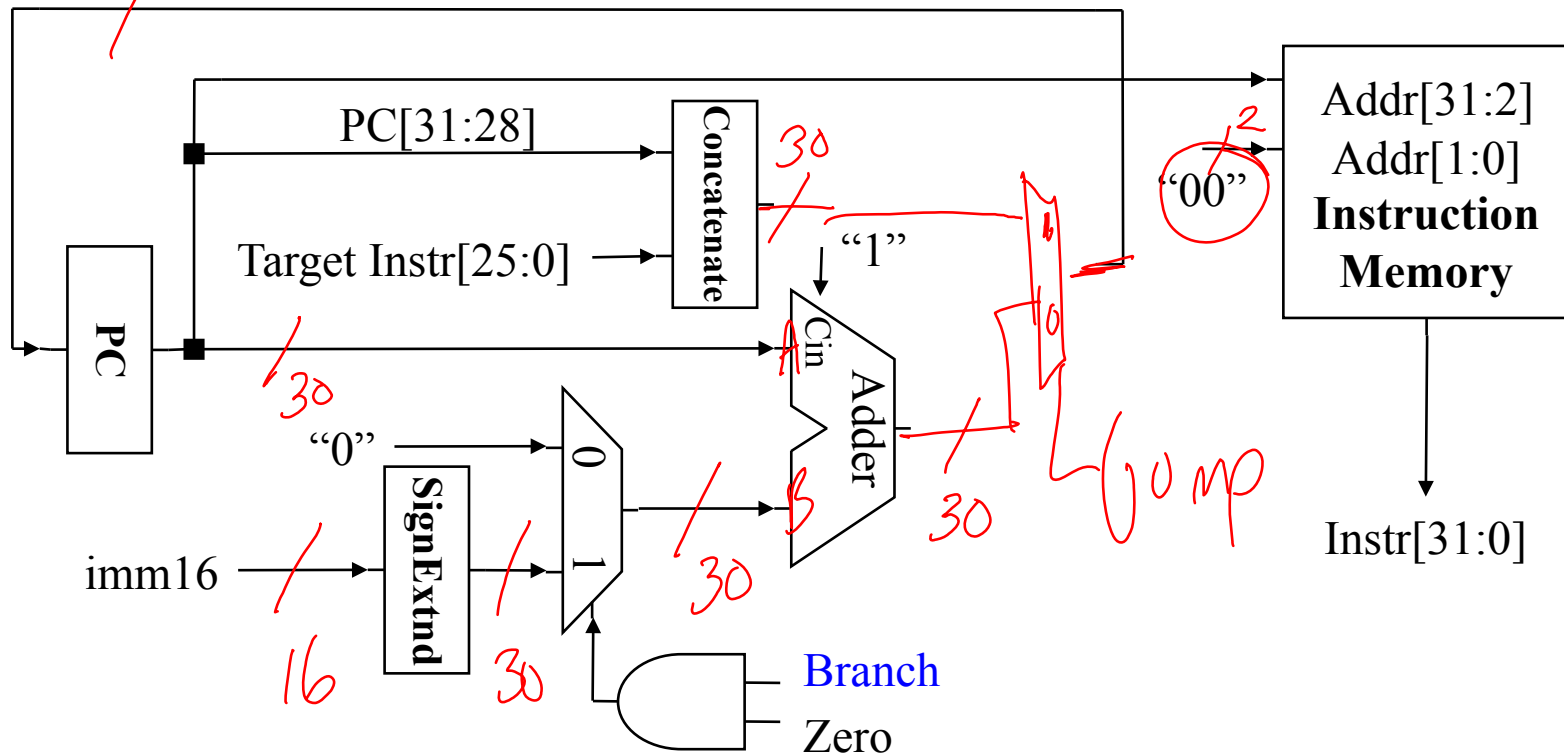 PC[31:28]
Concatenate
30
2
Addr[31:2]
Addr[1:0]
"00"
Instruction
Memory
Target Instr[25:0]
"1"
PC
30
A
Cin
Adder
0
"0"
0
1
SignExtnd
B
30
30
imm16
16
30
Instr[31:0]
Branch
Zero